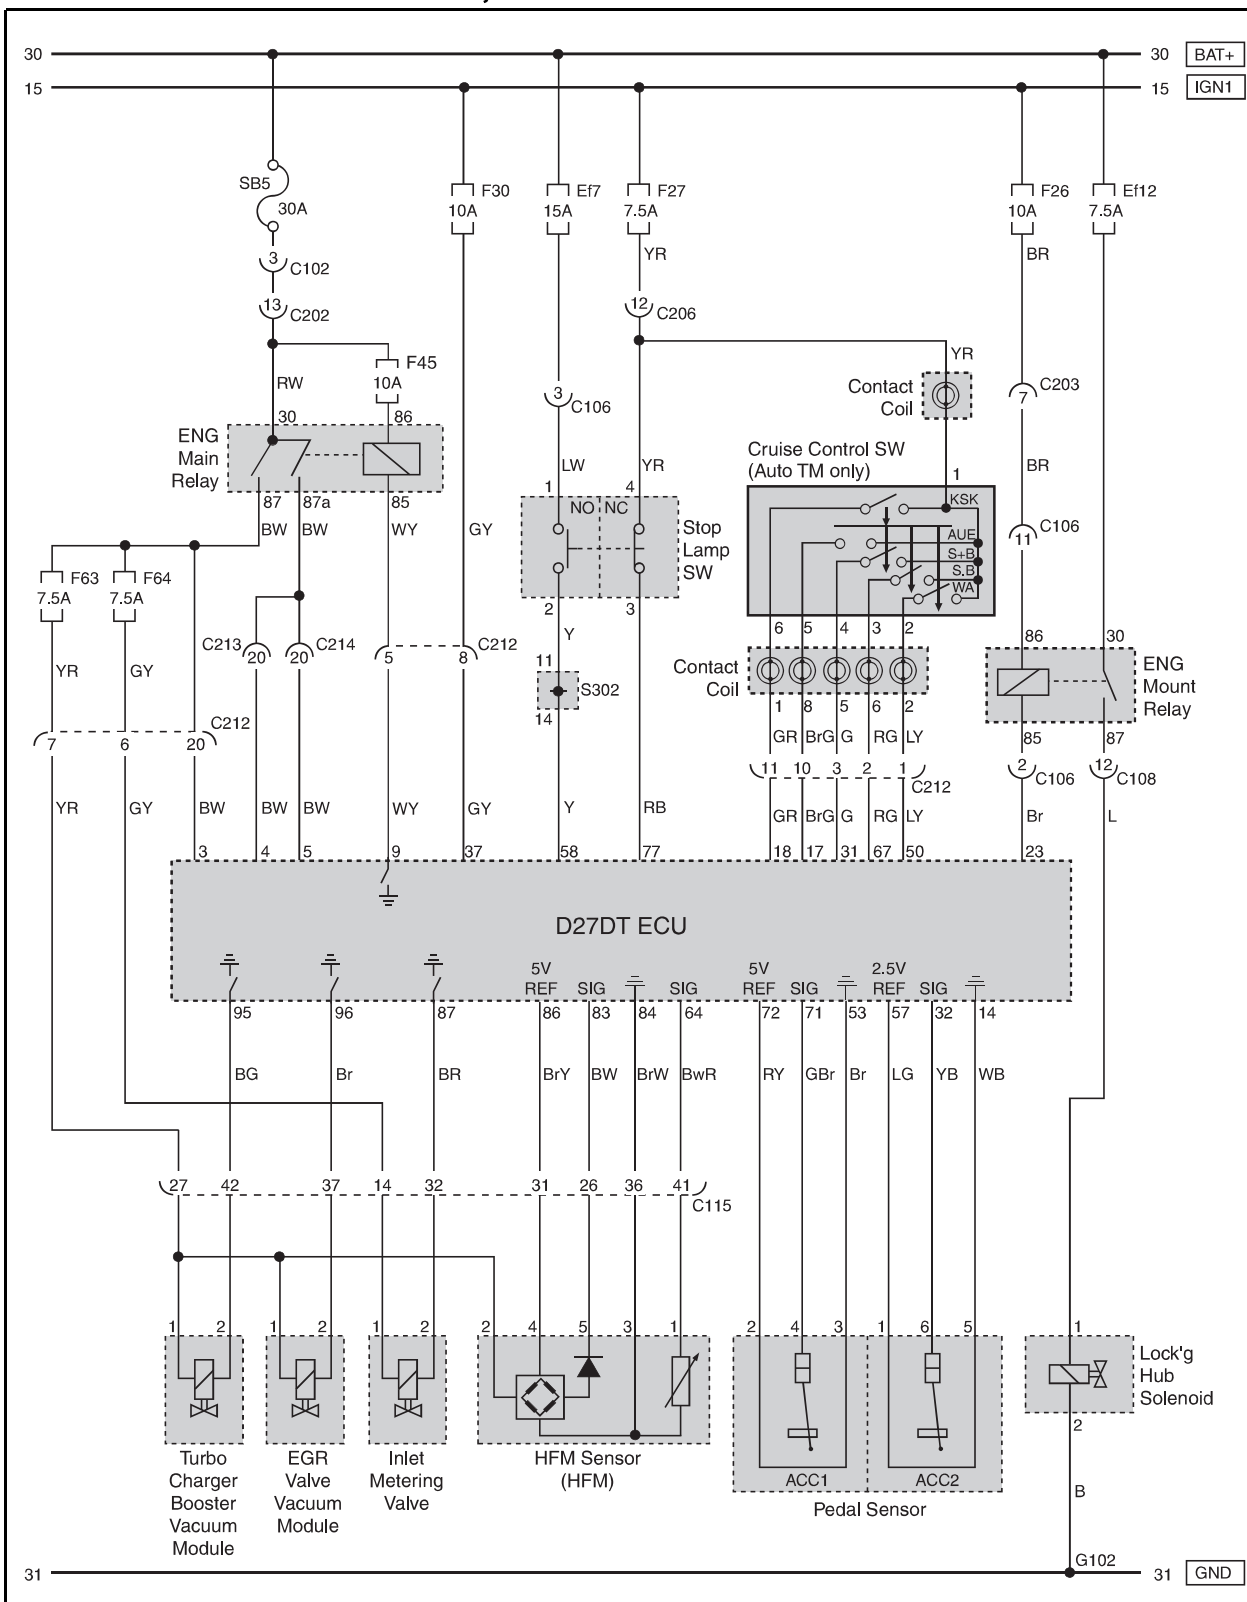 30 30 BAT+
15 15 IGN1
SB5 30A
F30 10A
Ef7 15A
F27 7.5A
F26 10A
Ef12 7.5A
YR
BR
3 C102
13 C202
12 C206
F45 10A
RW
YR
Contact Coil
3 C106
C203 7
30 86
ENG Main Relay
87 87a 85
LW YR
1 4
NO NC
Stop Lamp SW
2 3
Cruise Control SW
(Auto TM only)
1
KSK
AUE
S+B
S.B
WA
6 5 4 3 2
BR
C106 11
BW BW WY GY
F63 7.5A
F64 7.5A
C213 20
20 C214
5 8 C212
Y
11
S302
14
Contact Coil
1 8 5 6 2
86 30
ENG Mount Relay
85 87
YR GY
C212
7 6 20
GR BrG G RG LY
11 10 3 2 1 C212
2 C106
12 C108
YR GY BW BW BW WY GY Y RB GR BrG G RG LY Br L
3 4 5 9 37 58 77 18 17 31 67 50 23
D27DT ECU
5V REF SIG SIG 5V REF SIG 2.5V REF SIG
95 96 87 86 83 84 64 72 71 53 57 32 14
BG Br BR BrY BW BrW BwR RY GBr Br LG YB WB
27 42 37 14 32 31 26 36 41 C115
1 2 1 2 1 2 2 4 5 3 1 2 4 3 1 6 5 1
Lock'g
Hub
Solenoid
2
ACC1 ACC2
Turbo
Charger
Booster
Vacuum
Module
EGR
Valve
Vacuum
Module
Inlet
Metering
Valve
HFM Sensor
(HFM)
Pedal Sensor
B
G102
31 31 GND